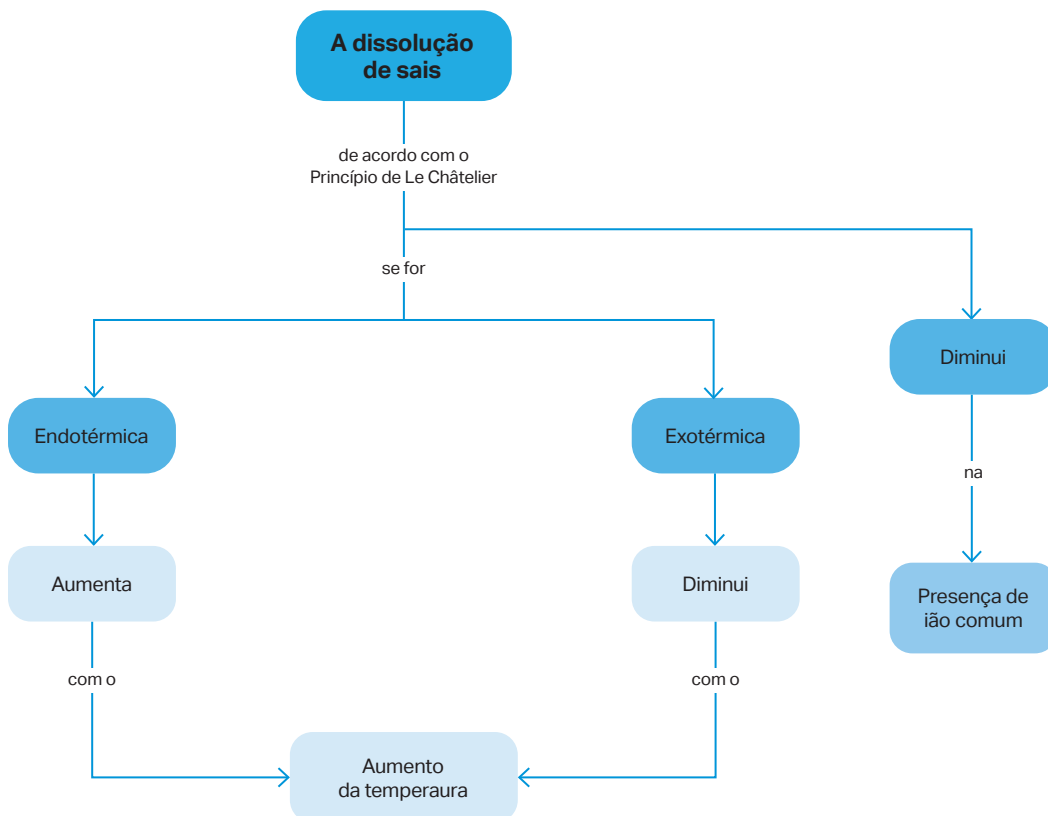 A dissolução
de sais
de acordo com o
Princípio de Le Châtelier
se for
Diminui
Endotérmica
Exotérmica
na
Aumenta
Diminui
Presença de
ião comum
com o
com o
Aumento
da temperaura